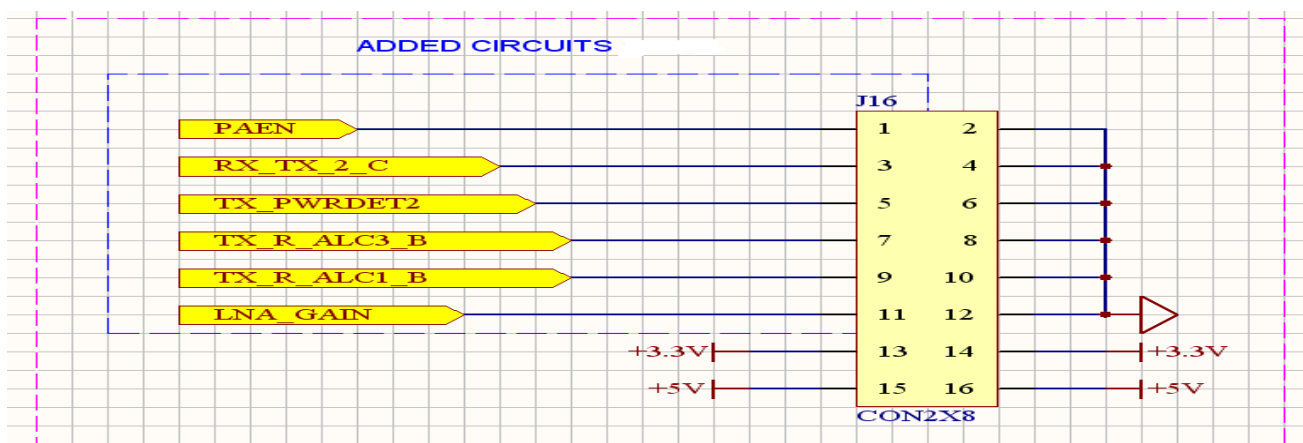 ADDED CIRCUITS
J16
PAEN 1 2
RX_TX_2_C 3 4
TX_PWRDET2 5 6
TX_R_ALC3_B 7 8
TX_R_ALC1_B 9 10
LNA_GAIN 11 12
+3.3V 13 14 +3.3V
+5V 15 16 +5V
CON2X8